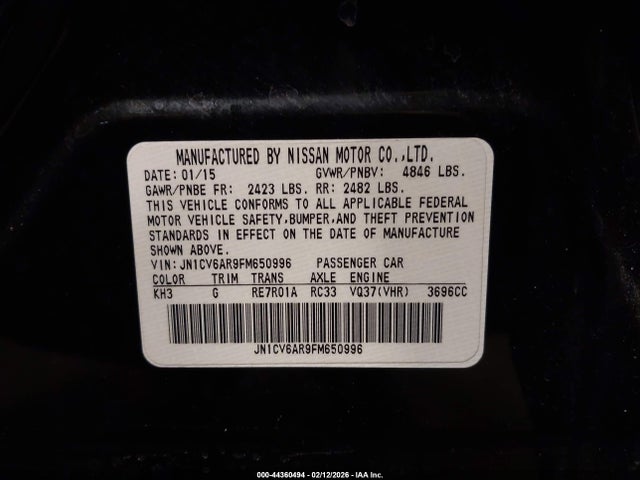 MANUFACTURED BY NISSAN MOTOR CO.,LTD.
DATE: 01/15 GVWR/PNBV: 4846 LBS.
GAWR/PNBE FR: 2423 LBS. RR: 2482 LBS.
THIS VEHICLE CONFORMS TO ALL APPLICABLE FEDERAL
MOTOR VEHICLE SAFETY,BUMPER,AND THEFT PREVENTION
STANDARDS IN EFFECT ON THE DATE OF MANUFACTURE
SHOWN ABOVE.
VIN: JN1CV6AR9FM650996 PASSENGER CAR
COLOR TRIM TRANS AXLE ENGINE
KH3 G RE7R01A RC33 VQ37(VHR) 3696CC
JN1CV6AR9FM650996
000-44360494 - 02/12/2026 - IAA Inc.